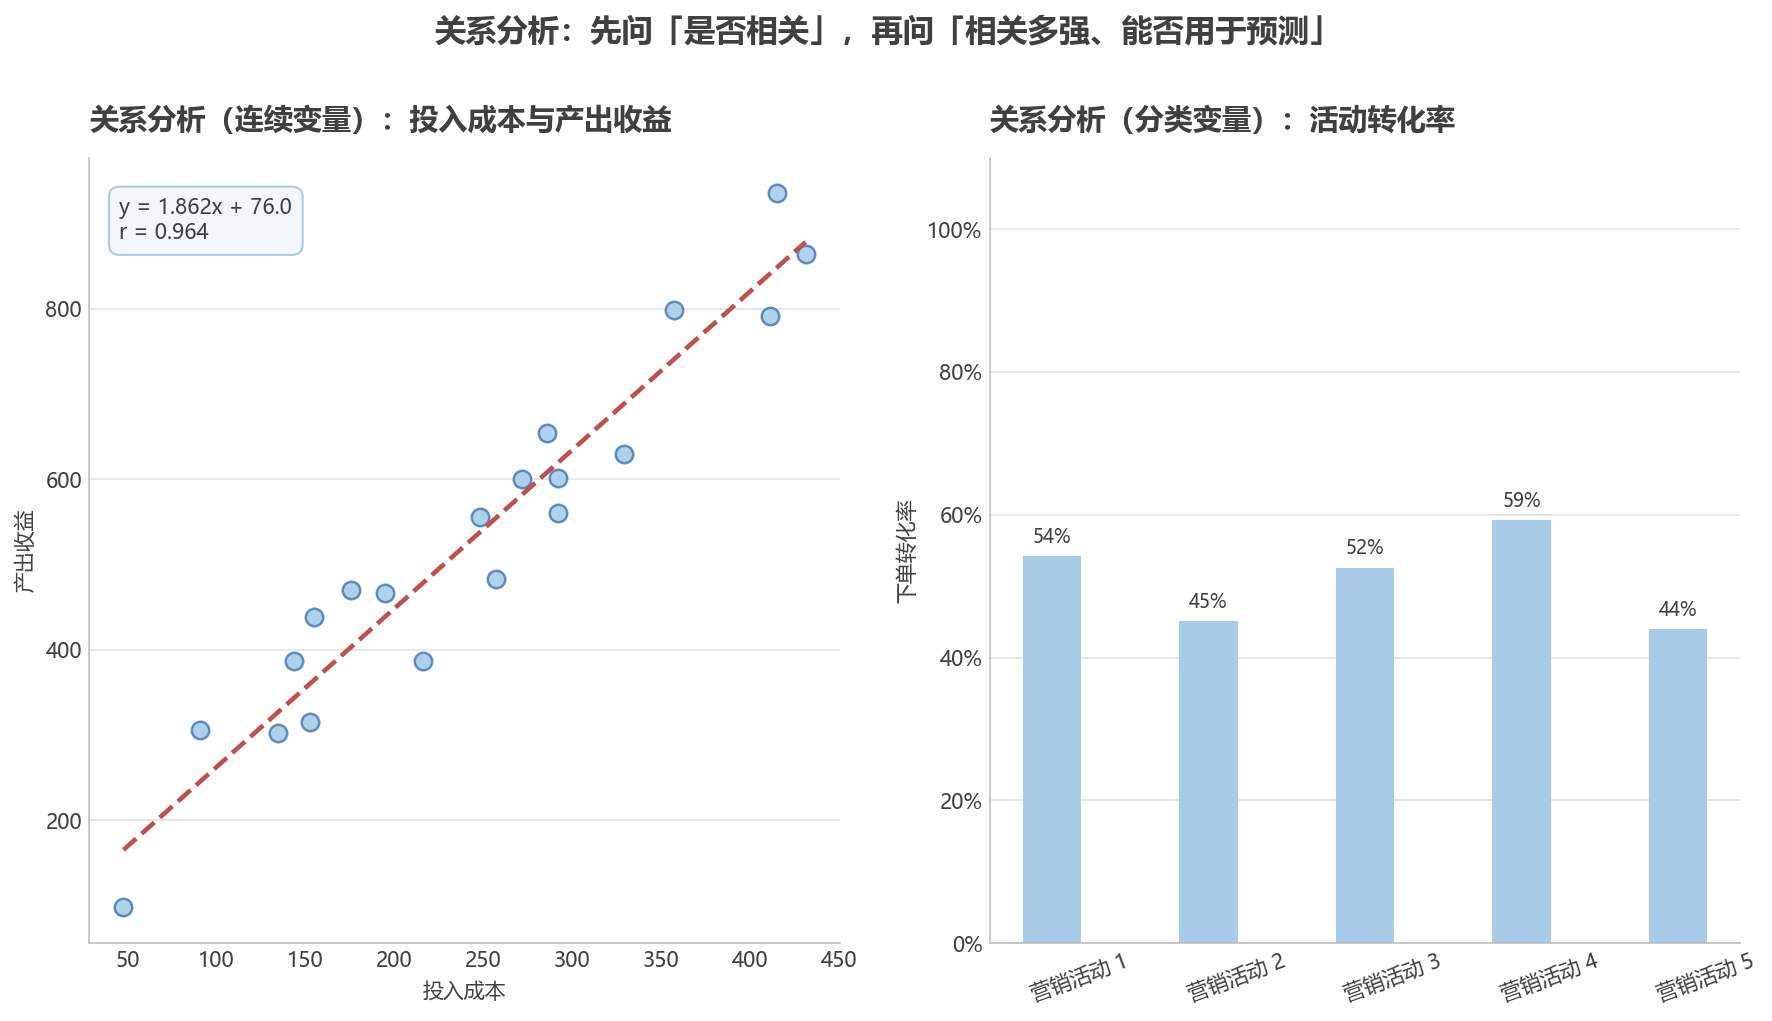 关系分析：先问「是否相关」，再问「相关多强、能否用于预测」
关系分析（连续变量）：投入成本与产出收益
y = 1.862x + 76.0
r = 0.964
800
600
400
200
产出收益
50 100 150 200 250 300 350 400 450
投入成本
关系分析（分类变量）：活动转化率
100%
80%
60%
40%
20%
0%
下单转化率
54%
45%
52%
59%
44%
营销活动 1
营销活动 2
营销活动 3
营销活动 4
营销活动 5